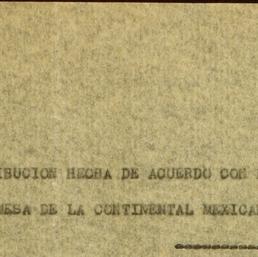 IBUCION HECHA DE ACUERDO CON
MESA DE LA CONTINENTAL MEXICA